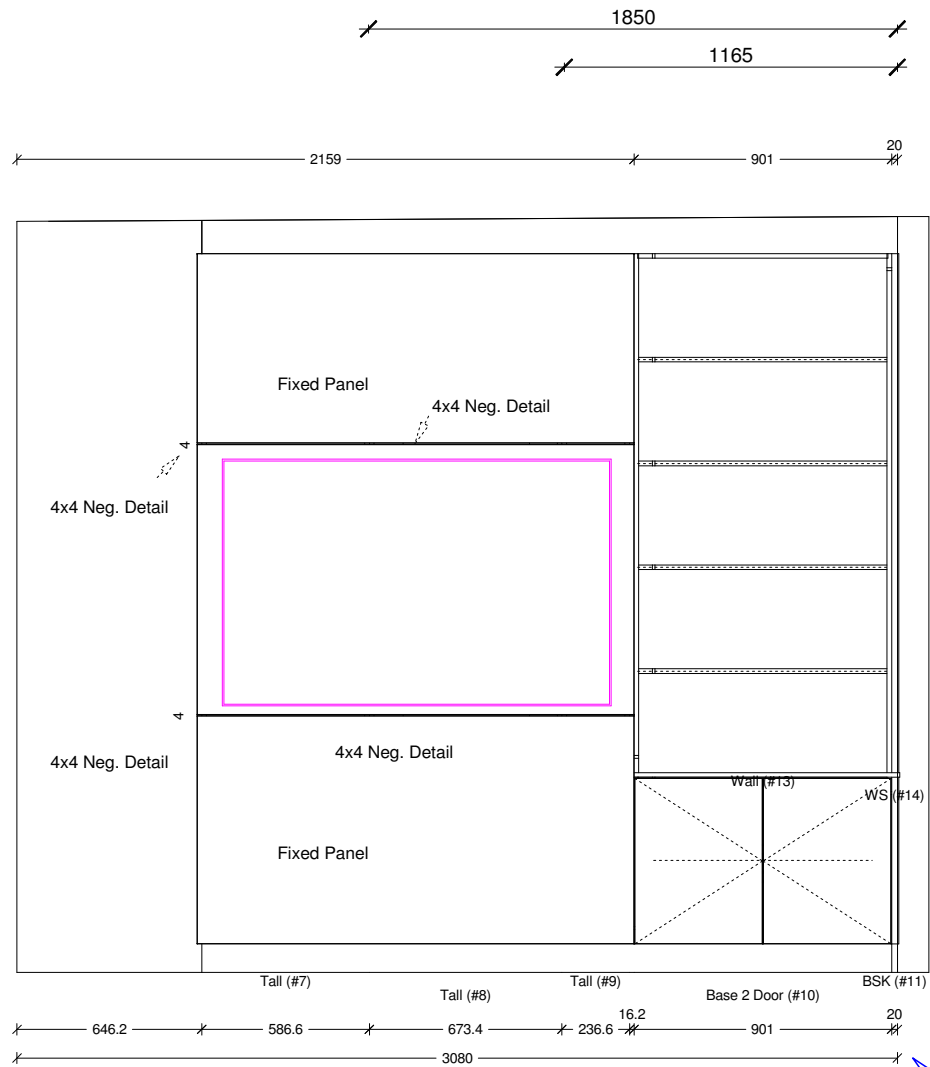 1850
1165
20
2159
901
Fixed Panel
4x4 Neg. Detail
4
4x4 Neg. Detail
4
4x4 Neg. Detail
4x4 Neg. Detail
Wall (#13)
WS (#14)
Fixed Panel
Tall (#7)
Tall (#9)
BSK (#11)
Tall (#8)
Base 2 Door (#10)
16.2
20
646.2
586.6
673.4
236.6
901
3080